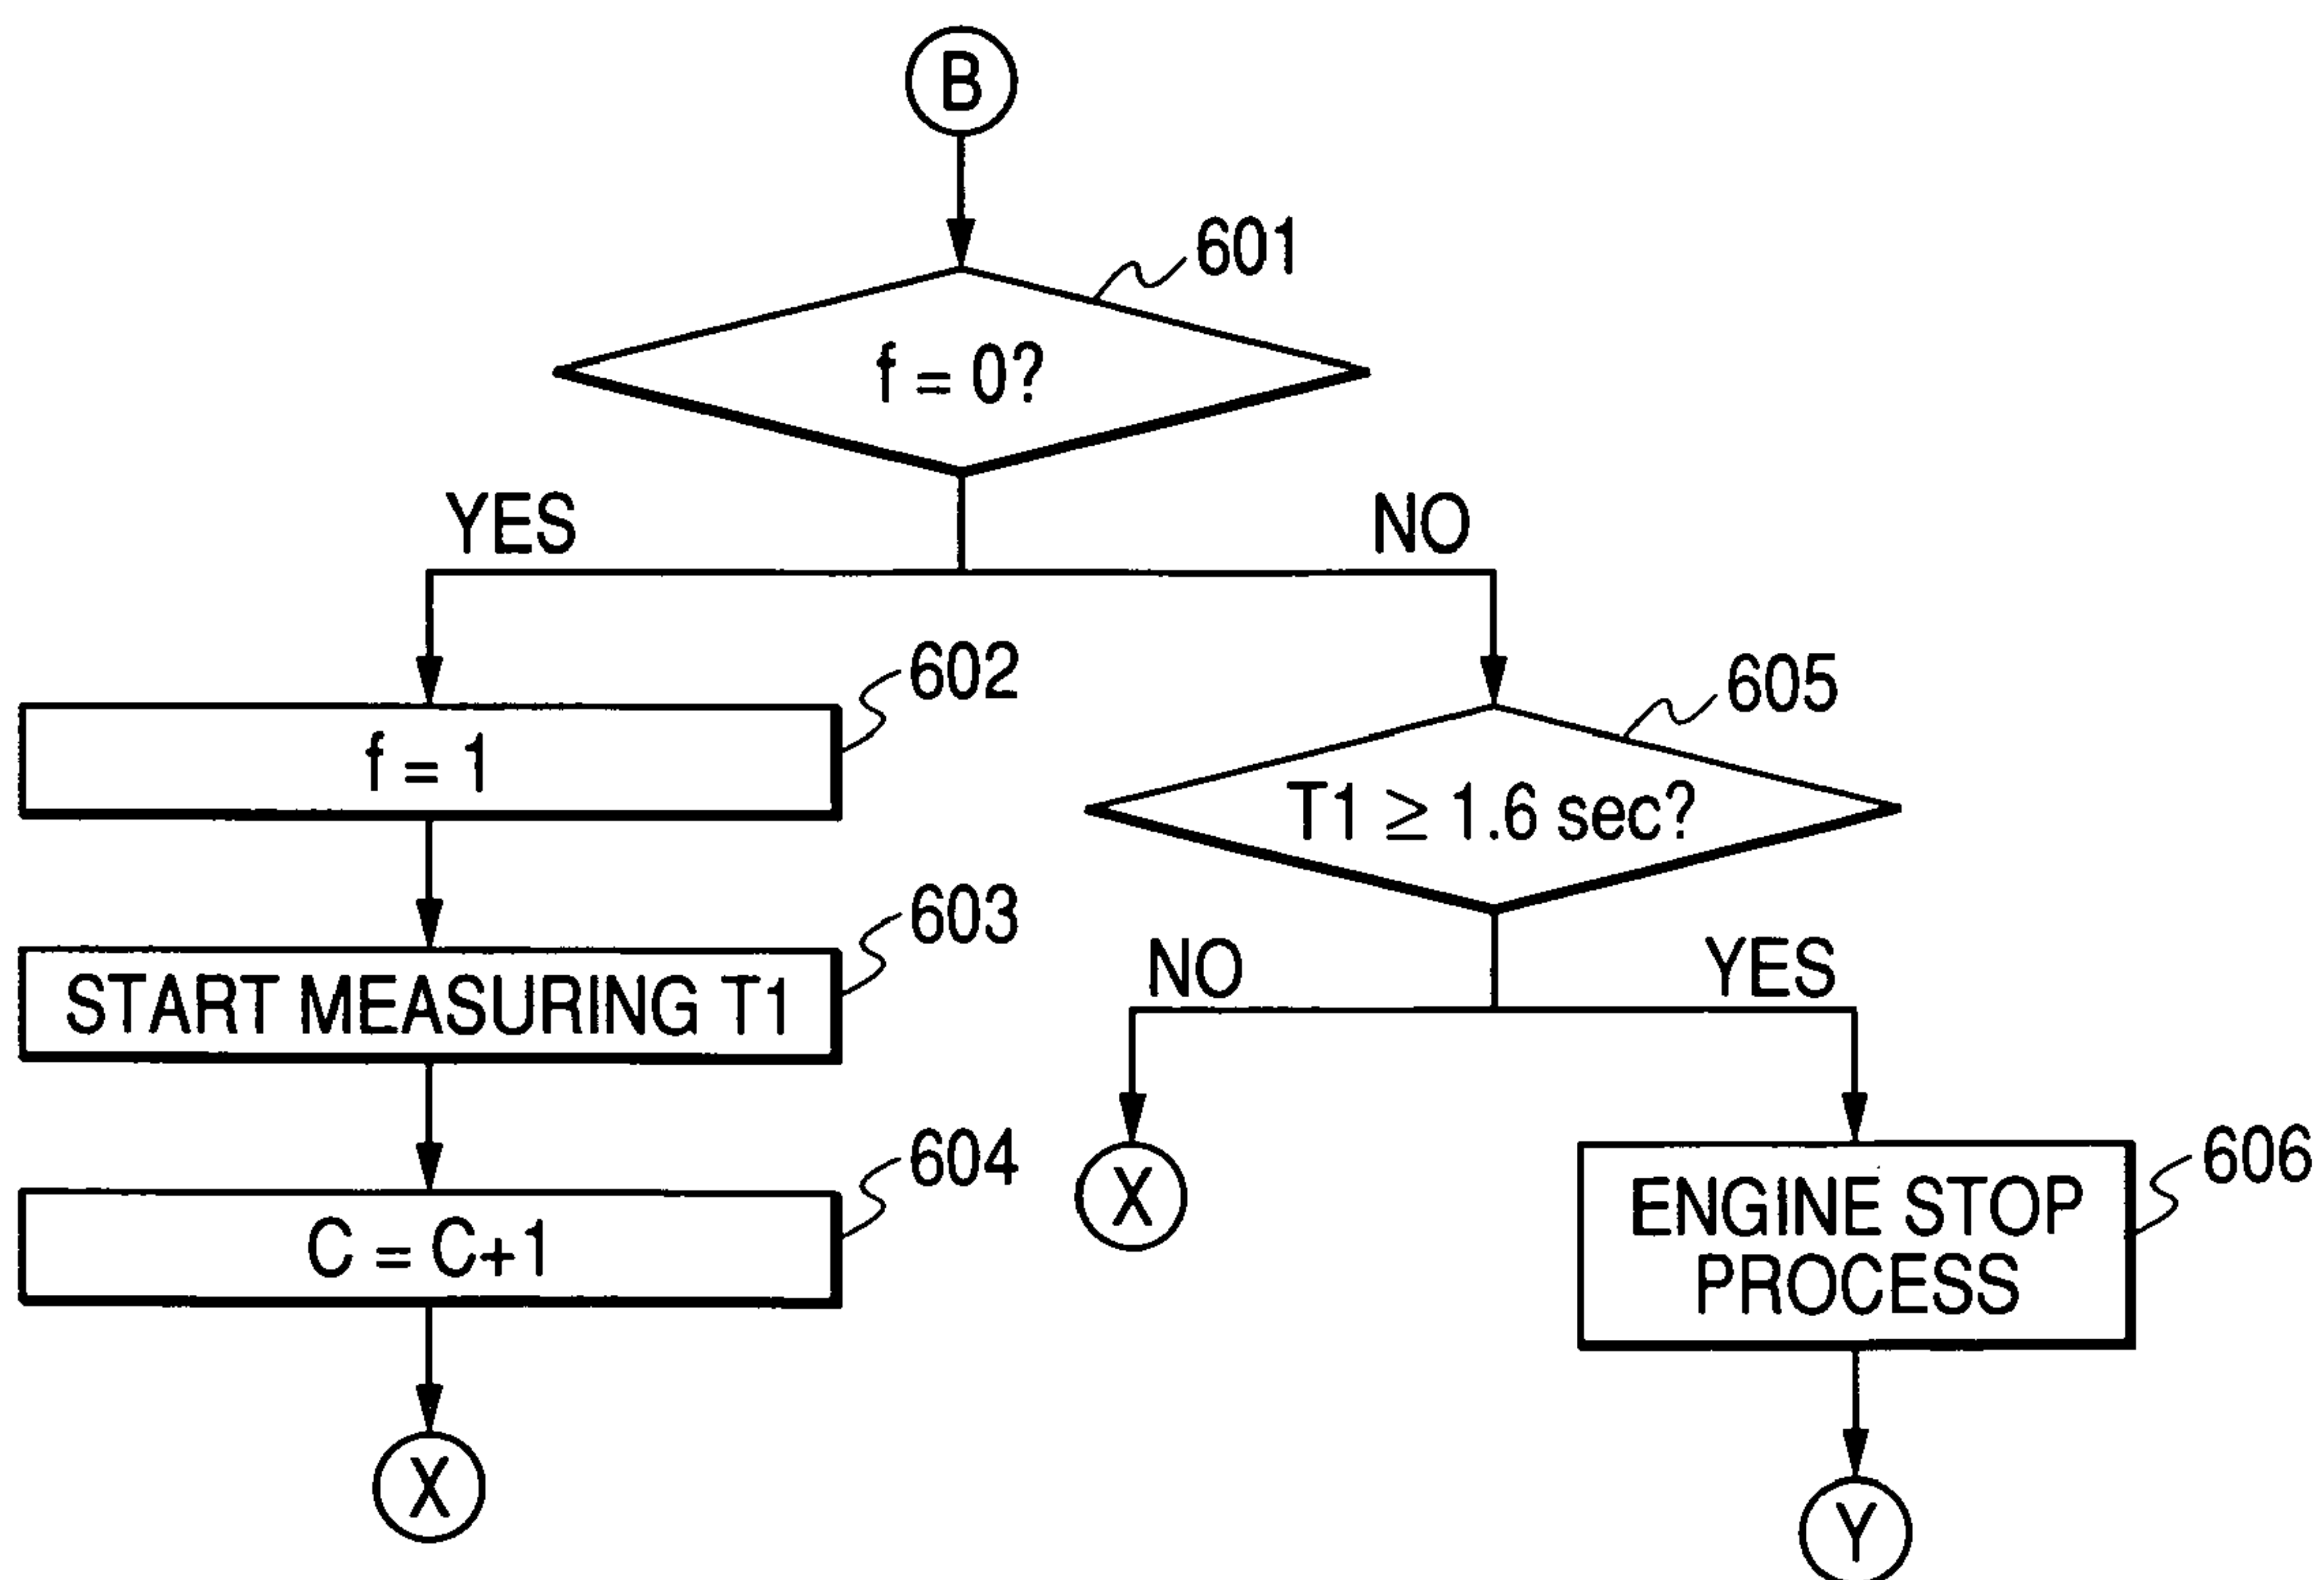 B
601
f = 0?
YES
NO
602
f = 1
605
T1 ≥ 1.6 sec?
603
START MEASURING T1
NO
YES
604
C = C+1
X
606
ENGINE STOP
PROCESS
X
Y